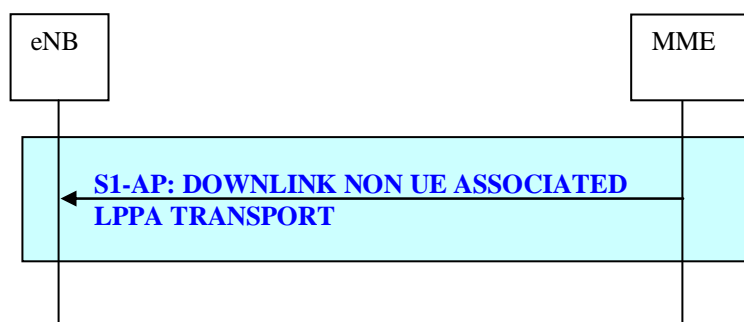 eNB
MME
S1-AP: DOWNLINK NON UE ASSOCIATED
LPPA TRANSPORT